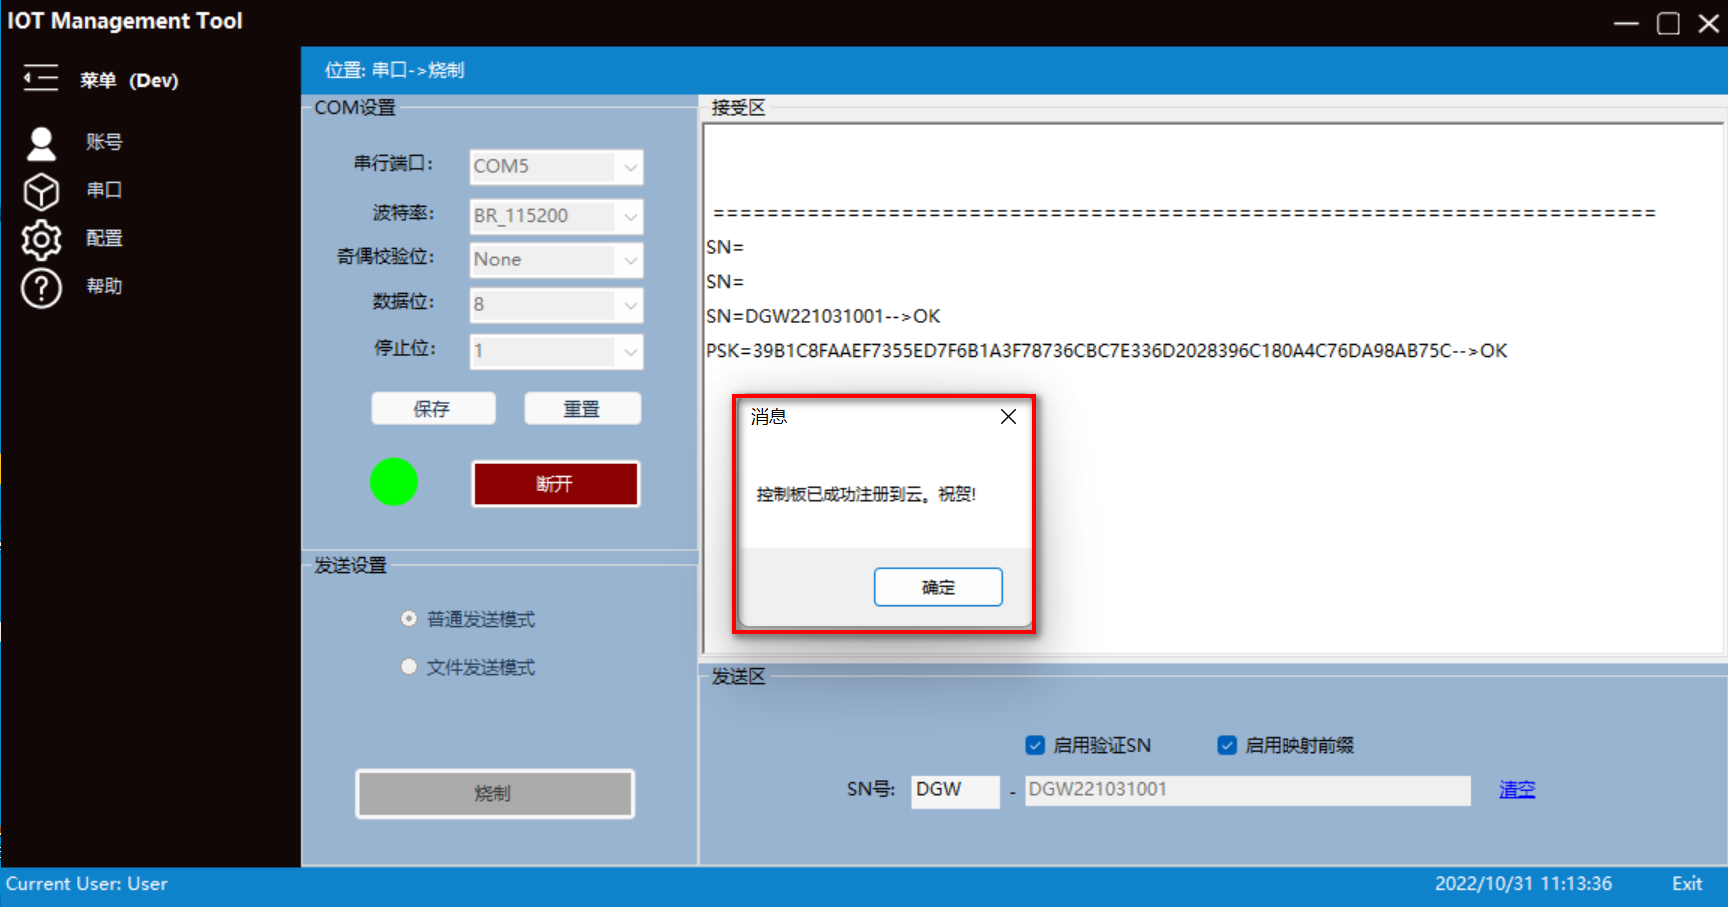 IOT Management Tool
菜单 (Dev)
账号
串口
配置
帮助
位置: 串口->烧制
COM设置
串行端口:
COM5
波特率:
BR_115200
奇偶校验位:
None
数据位:
8
停止位:
1
保存
重置
断开
发送设置
普通发送模式
文件发送模式
烧制
接受区
======================================================================
SN=
SN=
SN=DGW221031001-->OK
PSK=39B1C8FAAEF7355ED7F6B1A3F78736CBC7E336D2028396C180A4C76DA98AB75C-->OK
消息
控制板已成功注册到云。祝贺!
确定
发送区
启用验证SN
启用映射前缀
SN号:
DGW
-
DGW221031001
清空
Current User: User
2022/10/31 11:13:36
Exit